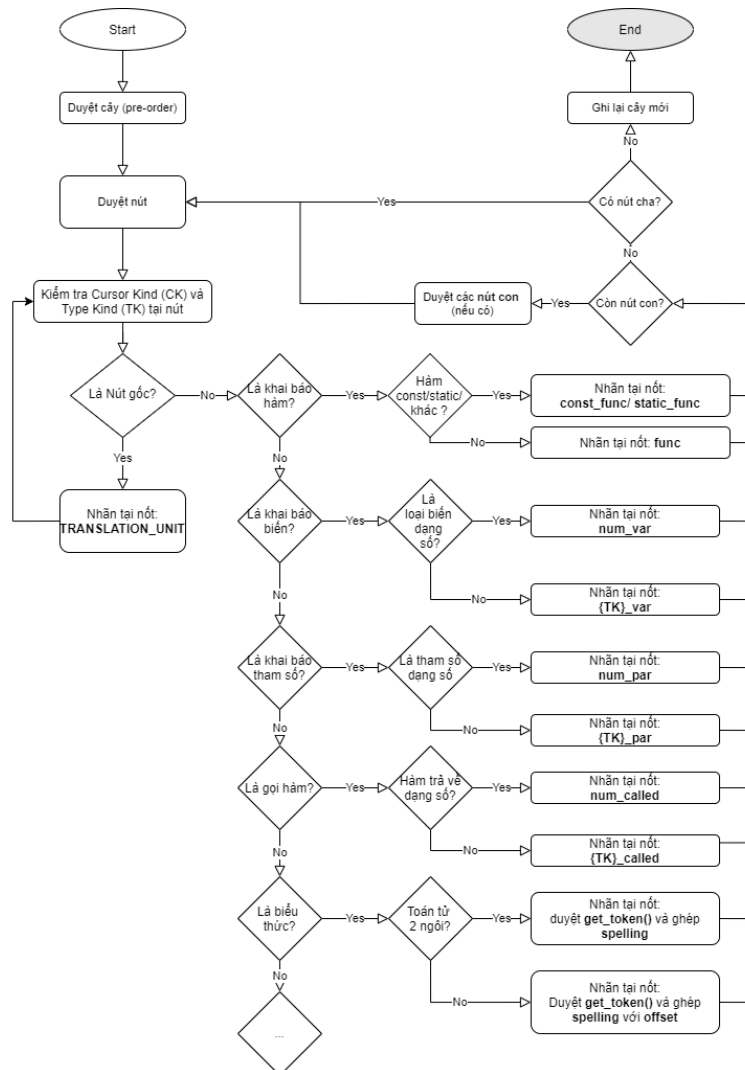 Start
End
Duyệt cây (pre-order)
Ghi lại cây mới
No
Duyệt nút
Yes
Có nút cha?
No
Kiểm tra Cursor Kind (CK) và
Type Kind (TK) tại nút
Duyệt các nút con
(nếu có)
Yes
Còn nút con?
Là Nút gốc?
No
Là khai báo
hàm?
Yes
Hàm
const/static/
khác ?
Yes
Nhãn tại nốt:
const_func/ static_func
No
Nhãn tại nốt: func
Yes
No
Nhãn tại nốt:
TRANSLATION_UNIT
Là khai báo
biến?
Yes
Là
loại biến
dạng
số?
Yes
Nhãn tại nốt:
num_var
No
No
Nhãn tại nốt:
{TK}_var
Là khai báo
tham số?
Yes
Là tham số
dạng số
Yes
Nhãn tại nốt:
num_par
No
No
Nhãn tại nốt:
{TK}_par
Là gọi hàm?
Yes
Hàm trả về
dạng số?
Yes
Nhãn tại nốt:
num_called
No
No
Nhãn tại nốt:
{TK}_called
Là biểu
thức?
Yes
Toán tử
2 ngôi?
Yes
Nhãn tại nốt:
duyệt get_token() và ghép
spelling
No
No
Nhãn tại nốt:
Duyệt get_token() và ghép
spelling với offset
...